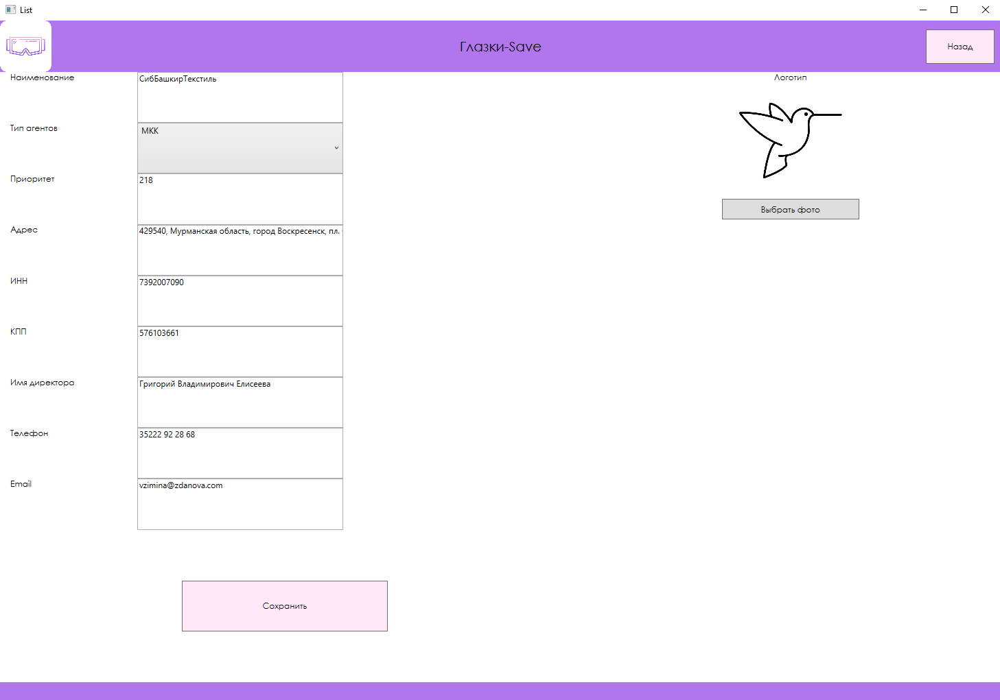 List
Глазки-Save
Назад
Наименование
СибБашкирТекстиль
Тип агентов
МКК
Приоритет
218
Адрес
429540, Мурманская область, город Воскресенск, пл.
ИНН
7392007090
КПП
576103661
Имя директора
Григорий Владимирович Елисеева
Телефон
35222 92 28 68
Email
vzimina@zdanova.com
Логотип
Выбрать фото
Сохранить